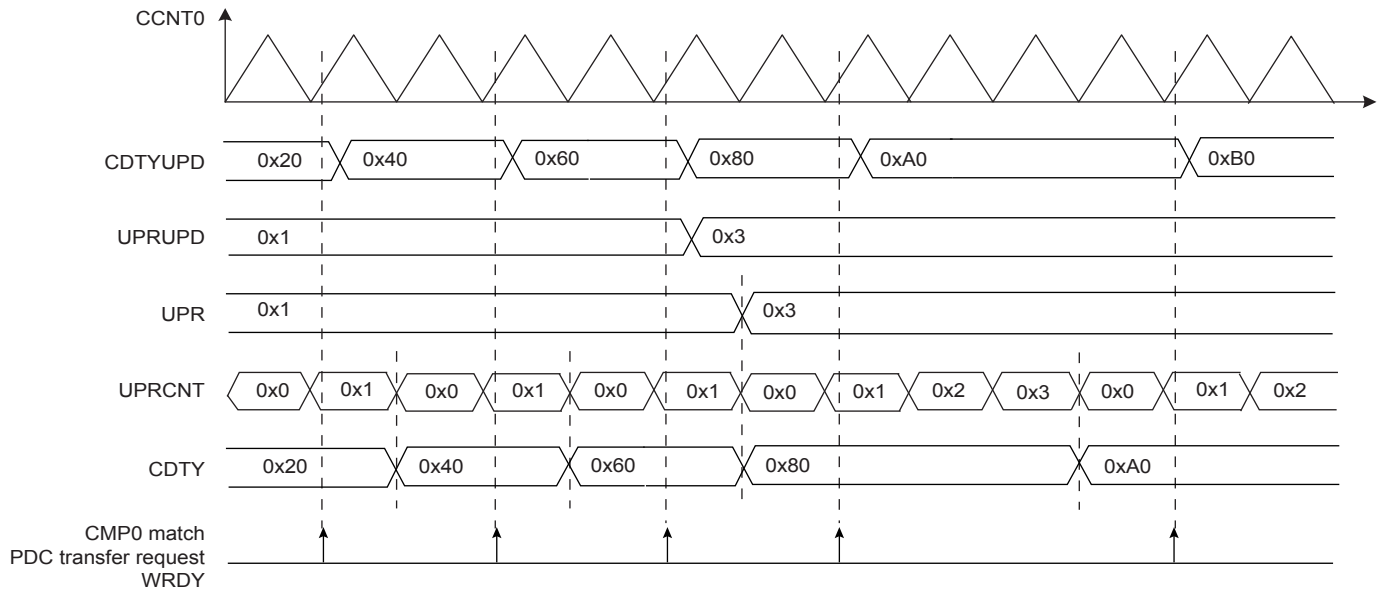 CCNT0
CDTYUPD 0x20 0x40 0x60 0x80 0xA0 0xB0
UPRUPD 0x1 0x3
UPR 0x1 0x3
UPRCNT 0x0 0x1 0x0 0x1 0x0 0x1 0x0 0x1 0x2 0x3 0x0 0x1 0x2
CDTY 0x20 0x40 0x60 0x80 0xA0
CMP0 match
PDC transfer request
WRDY